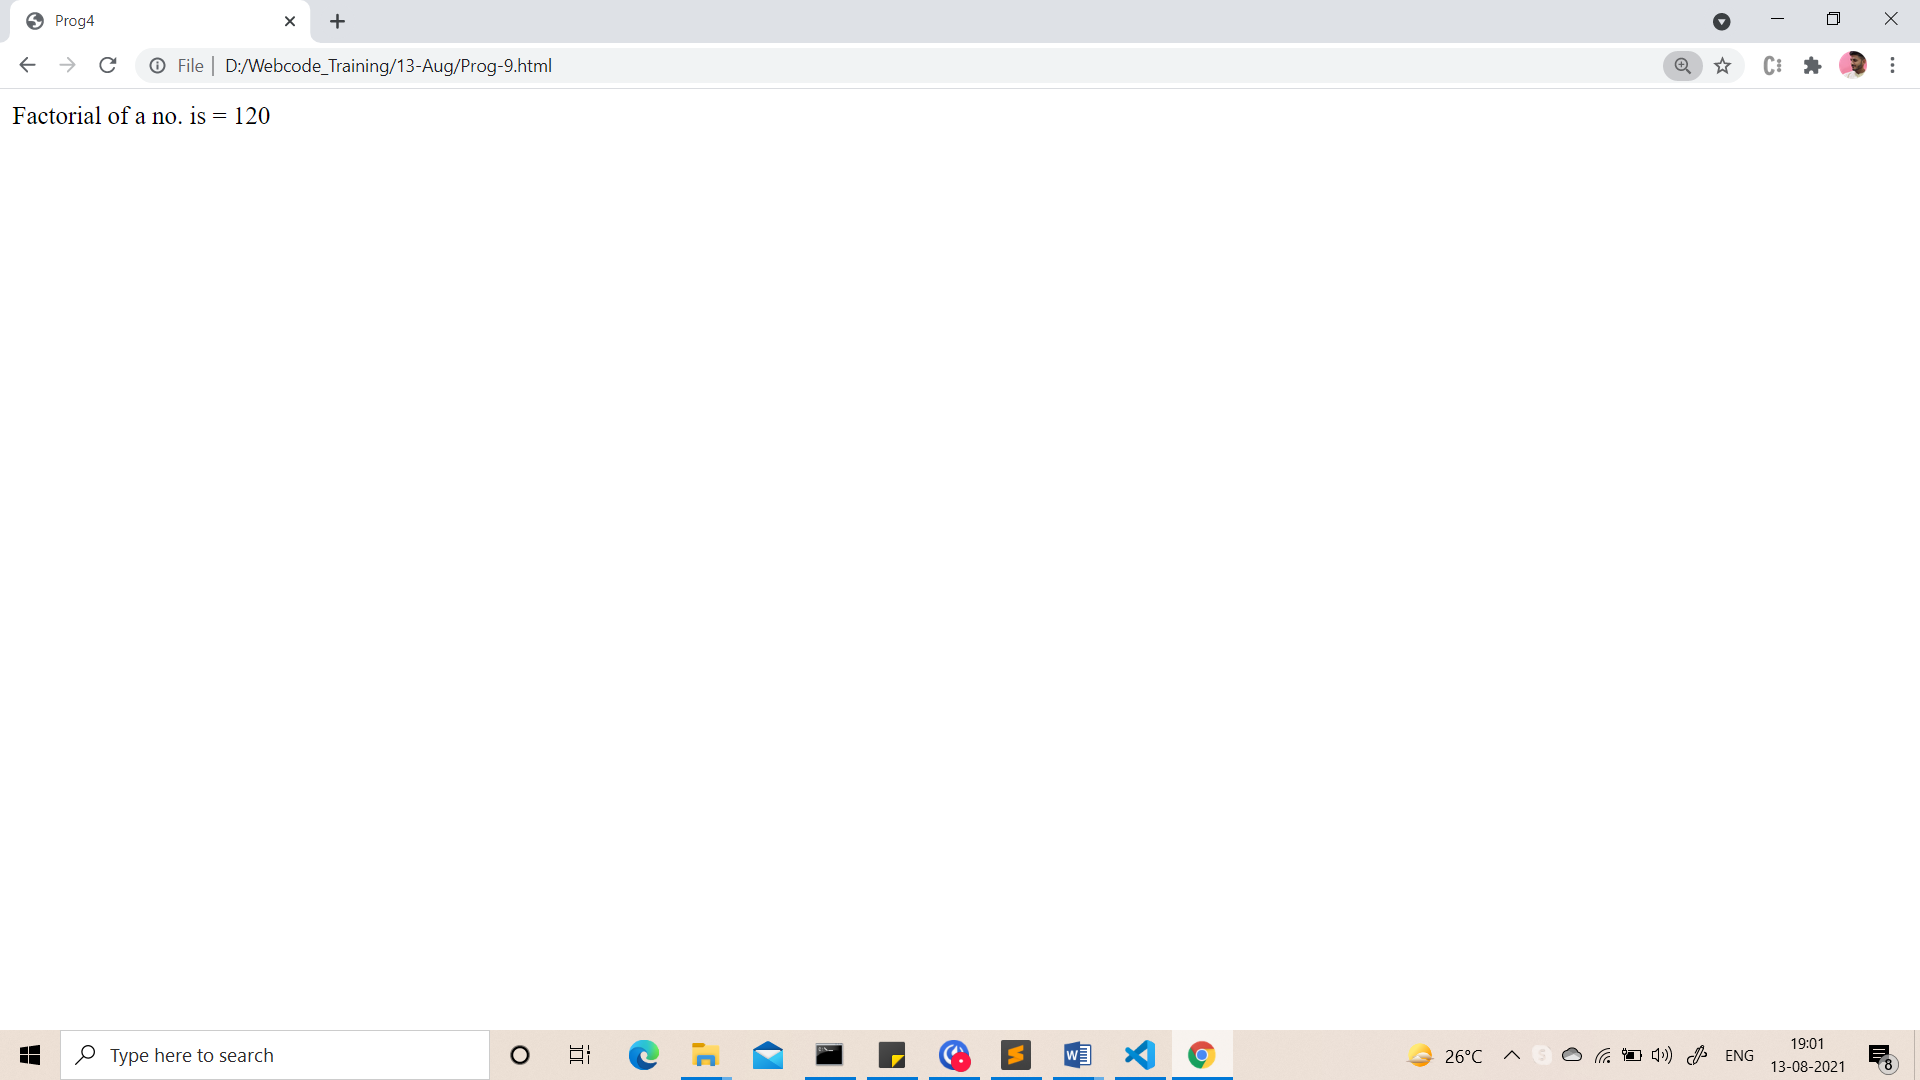 Prog4
File
D:/Webcode_Training/13-Aug/Prog-9.html
Factorial of a no. is = 120
Type here to search
26°C
ENG
19:01
13-08-2021
8